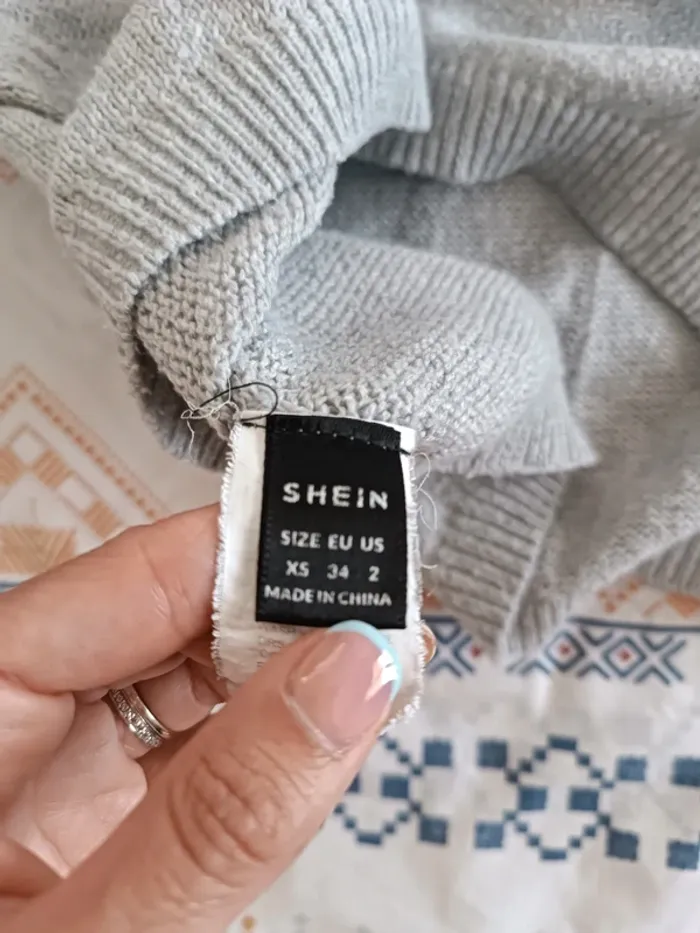 SHEIN
SIZE EU US
XS 34 2
MADE IN CHINA